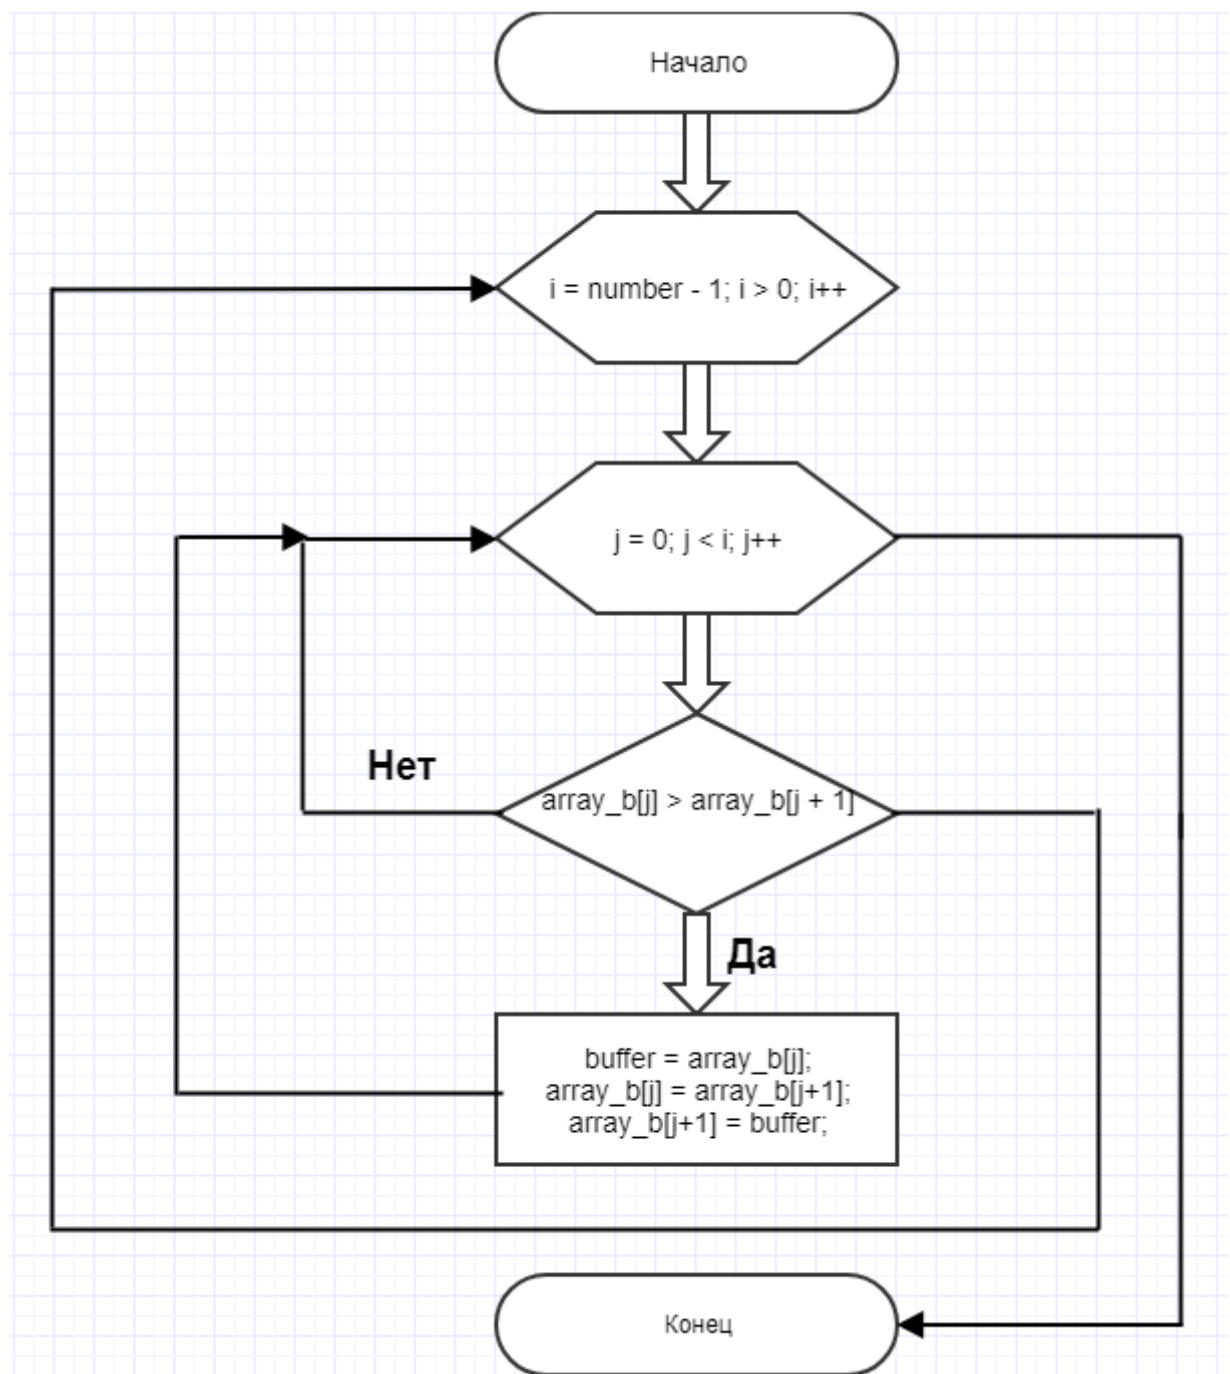 Начало
i = number - 1; i > 0; i++
j = 0; j < i; j++
Нет
array_b[j] > array_b[j + 1]
Да
buffer = array_b[j];
array_b[j] = array_b[j+1];
array_b[j+1] = buffer;
Конец